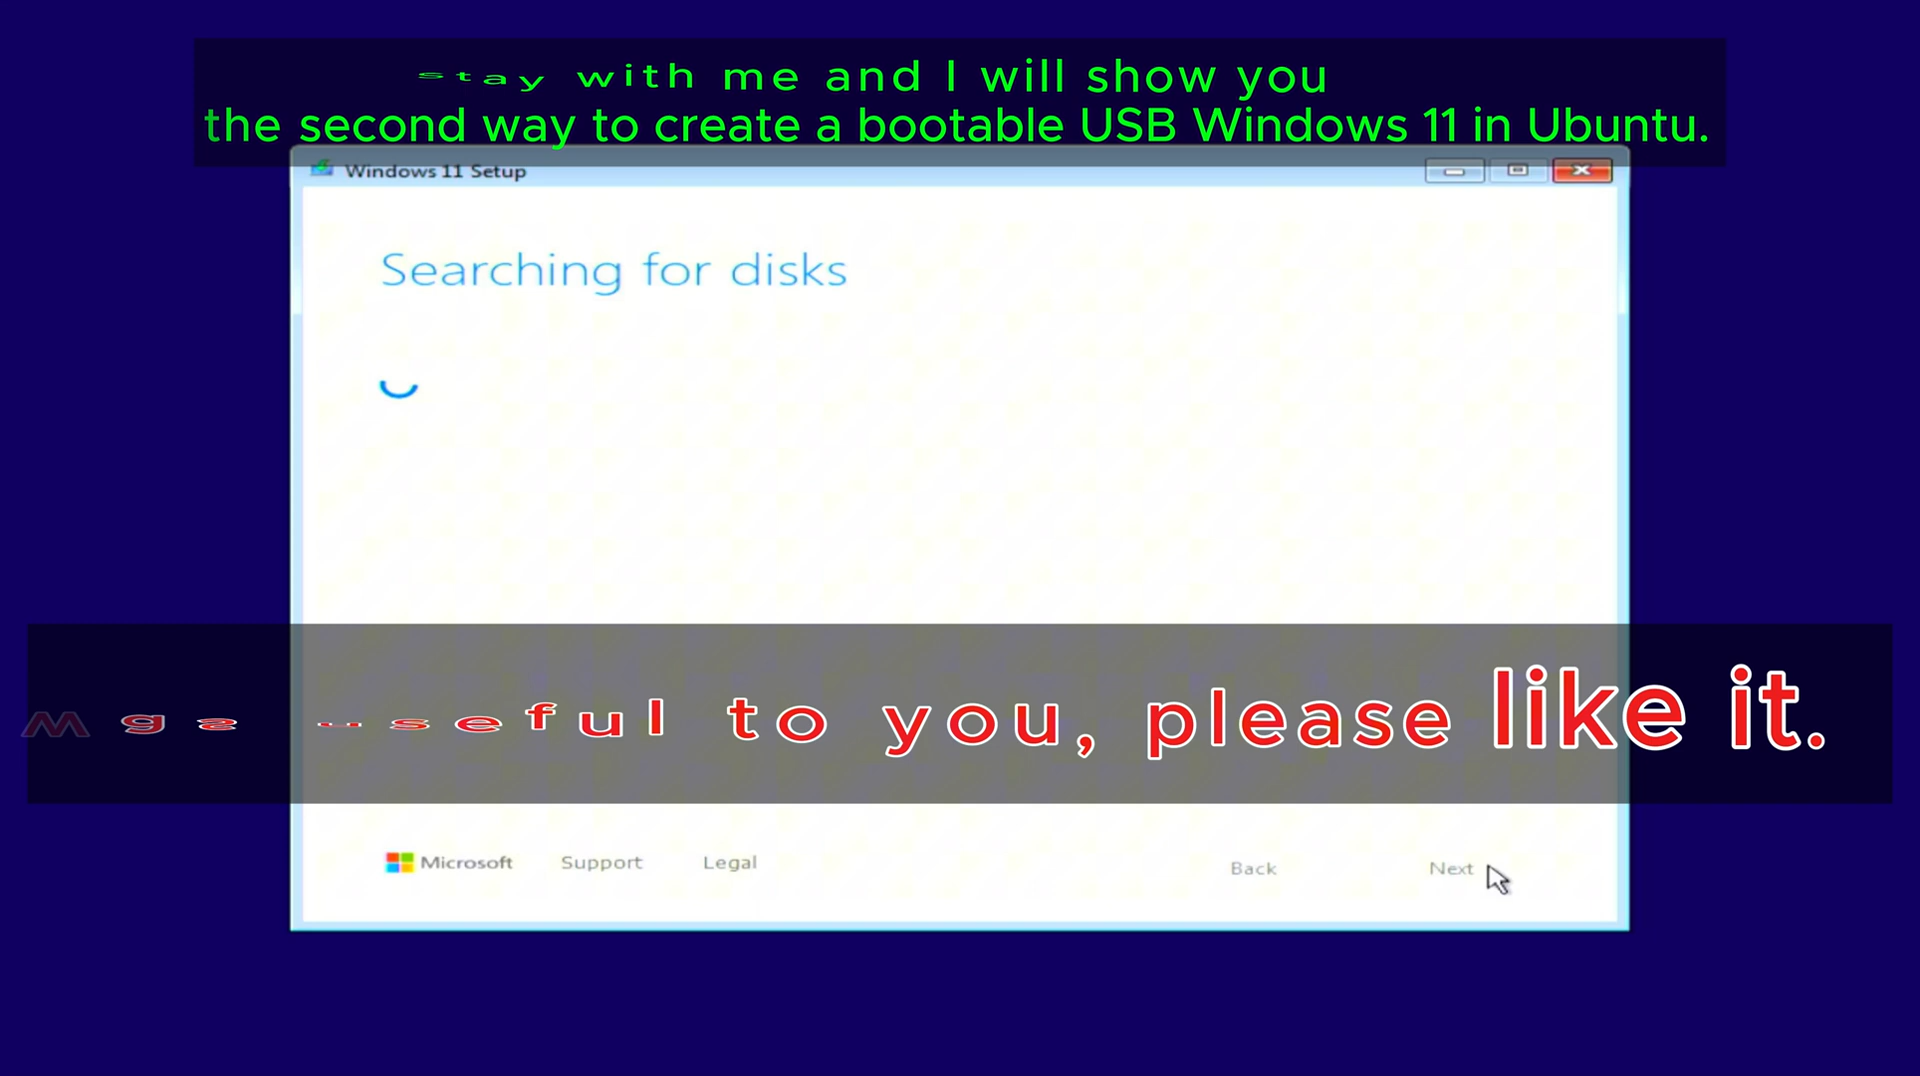 stay with me and I will show you
the second way to create a bootable USB Windows 11 in Ubuntu.
Windows 11 Setup
Searching for disks
useful to you, please like it.
Microsoft Support Legal Back Next